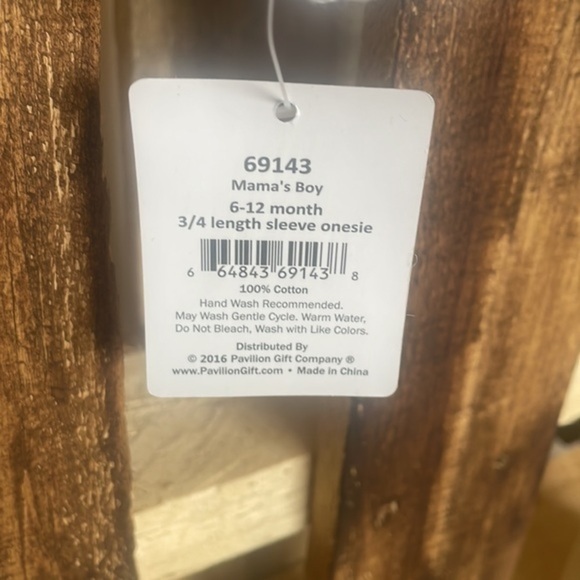 69143
Mama's Boy
6-12 month
3/4 length sleeve onesie
6 64843 69143 8
100% Cotton
Hand Wash Recommended.
May Wash Gentle Cycle. Warm Water,
Do Not Bleach, Wash with Like Colors.
Distributed By
© 2016 Pavilion Gift Company ®
www.PavilionGift.com • Made in China